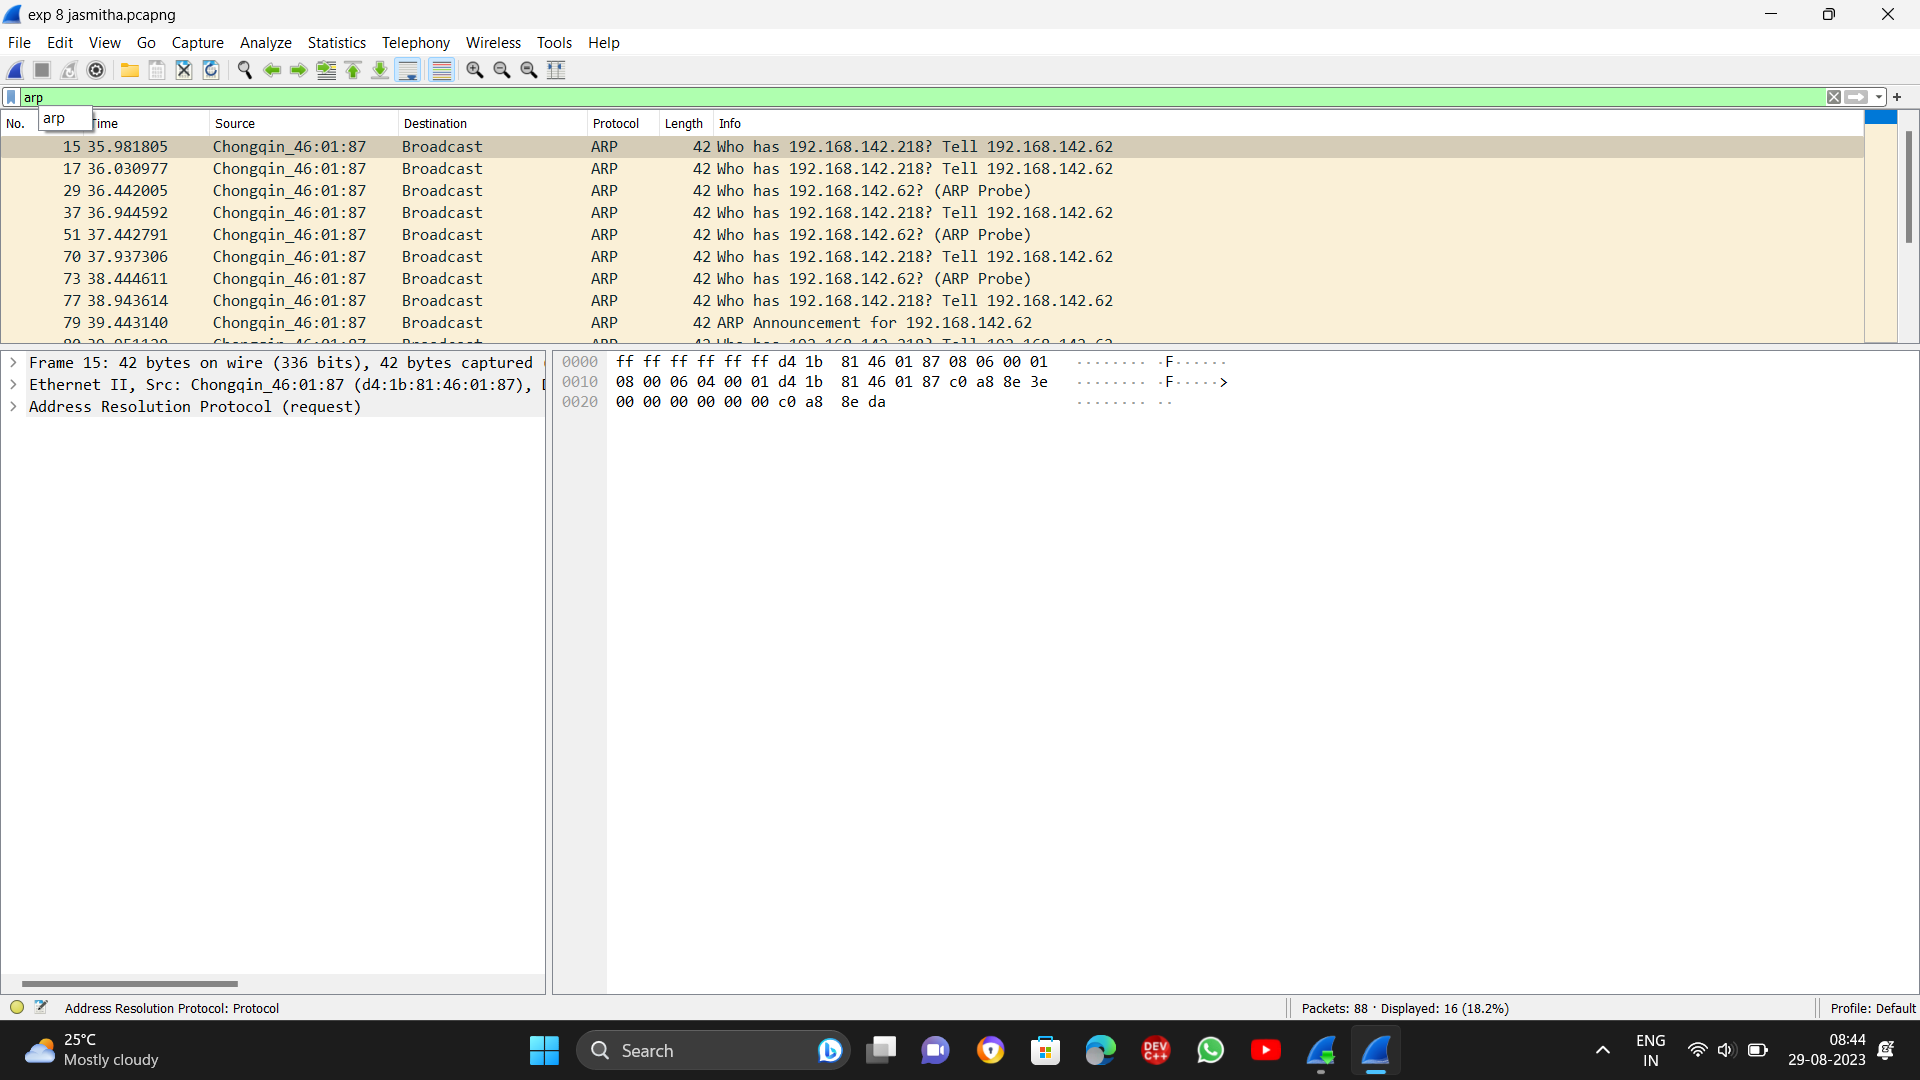 exp 8 jasmitha.pcapng
File Edit View Go Capture Analyze Statistics Telephony Wireless Tools Help
arp
arp
No. Time Source Destination Protocol Length Info
15 35.981805 Chongqin_46:01:87 Broadcast ARP 42 Who has 192.168.142.218? Tell 192.168.142.62
17 36.030977 Chongqin_46:01:87 Broadcast ARP 42 Who has 192.168.142.218? Tell 192.168.142.62
29 36.442005 Chongqin_46:01:87 Broadcast ARP 42 Who has 192.168.142.62? (ARP Probe)
37 36.944592 Chongqin_46:01:87 Broadcast ARP 42 Who has 192.168.142.218? Tell 192.168.142.62
51 37.442791 Chongqin_46:01:87 Broadcast ARP 42 Who has 192.168.142.62? (ARP Probe)
70 37.937306 Chongqin_46:01:87 Broadcast ARP 42 Who has 192.168.142.218? Tell 192.168.142.62
73 38.444611 Chongqin_46:01:87 Broadcast ARP 42 Who has 192.168.142.62? (ARP Probe)
77 38.943614 Chongqin_46:01:87 Broadcast ARP 42 Who has 192.168.142.218? Tell 192.168.142.62
79 39.443140 Chongqin_46:01:87 Broadcast ARP 42 ARP Announcement for 192.168.142.62
Frame 15: 42 bytes on wire (336 bits), 42 bytes captured
Ethernet II, Src: Chongqin_46:01:87 (d4:1b:81:46:01:87),
Address Resolution Protocol (request)
0000 ff ff ff ff ff ff d4 1b 81 46 01 87 08 06 00 01 ········ ·F······
0010 08 00 06 04 00 01 d4 1b 81 46 01 87 c0 a8 8e 3e ········ ·F·····>
0020 00 00 00 00 00 00 c0 a8 8e da ········ ··
Address Resolution Protocol: Protocol
Packets: 88 · Displayed: 16 (18.2%)
Profile: Default
25°C
Mostly cloudy
Search
DEV
C++
ENG
IN
08:44
29-08-2023